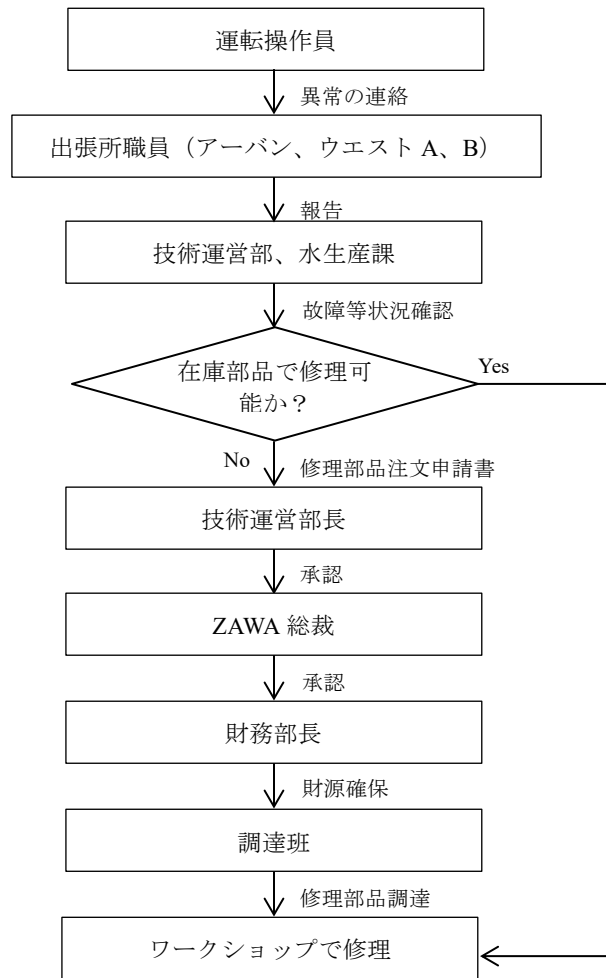 運転操作員
異常の連絡
出張所職員（アーバン、ウエスト A、B）
報告
技術運営部、水生産課
故障等状況確認
在庫部品で修理可
能か？
Yes
No
修理部品注文申請書
技術運営部長
承認
ZAWA 総裁
承認
財務部長
財源確保
調達班
修理部品調達
ワークショップで修理